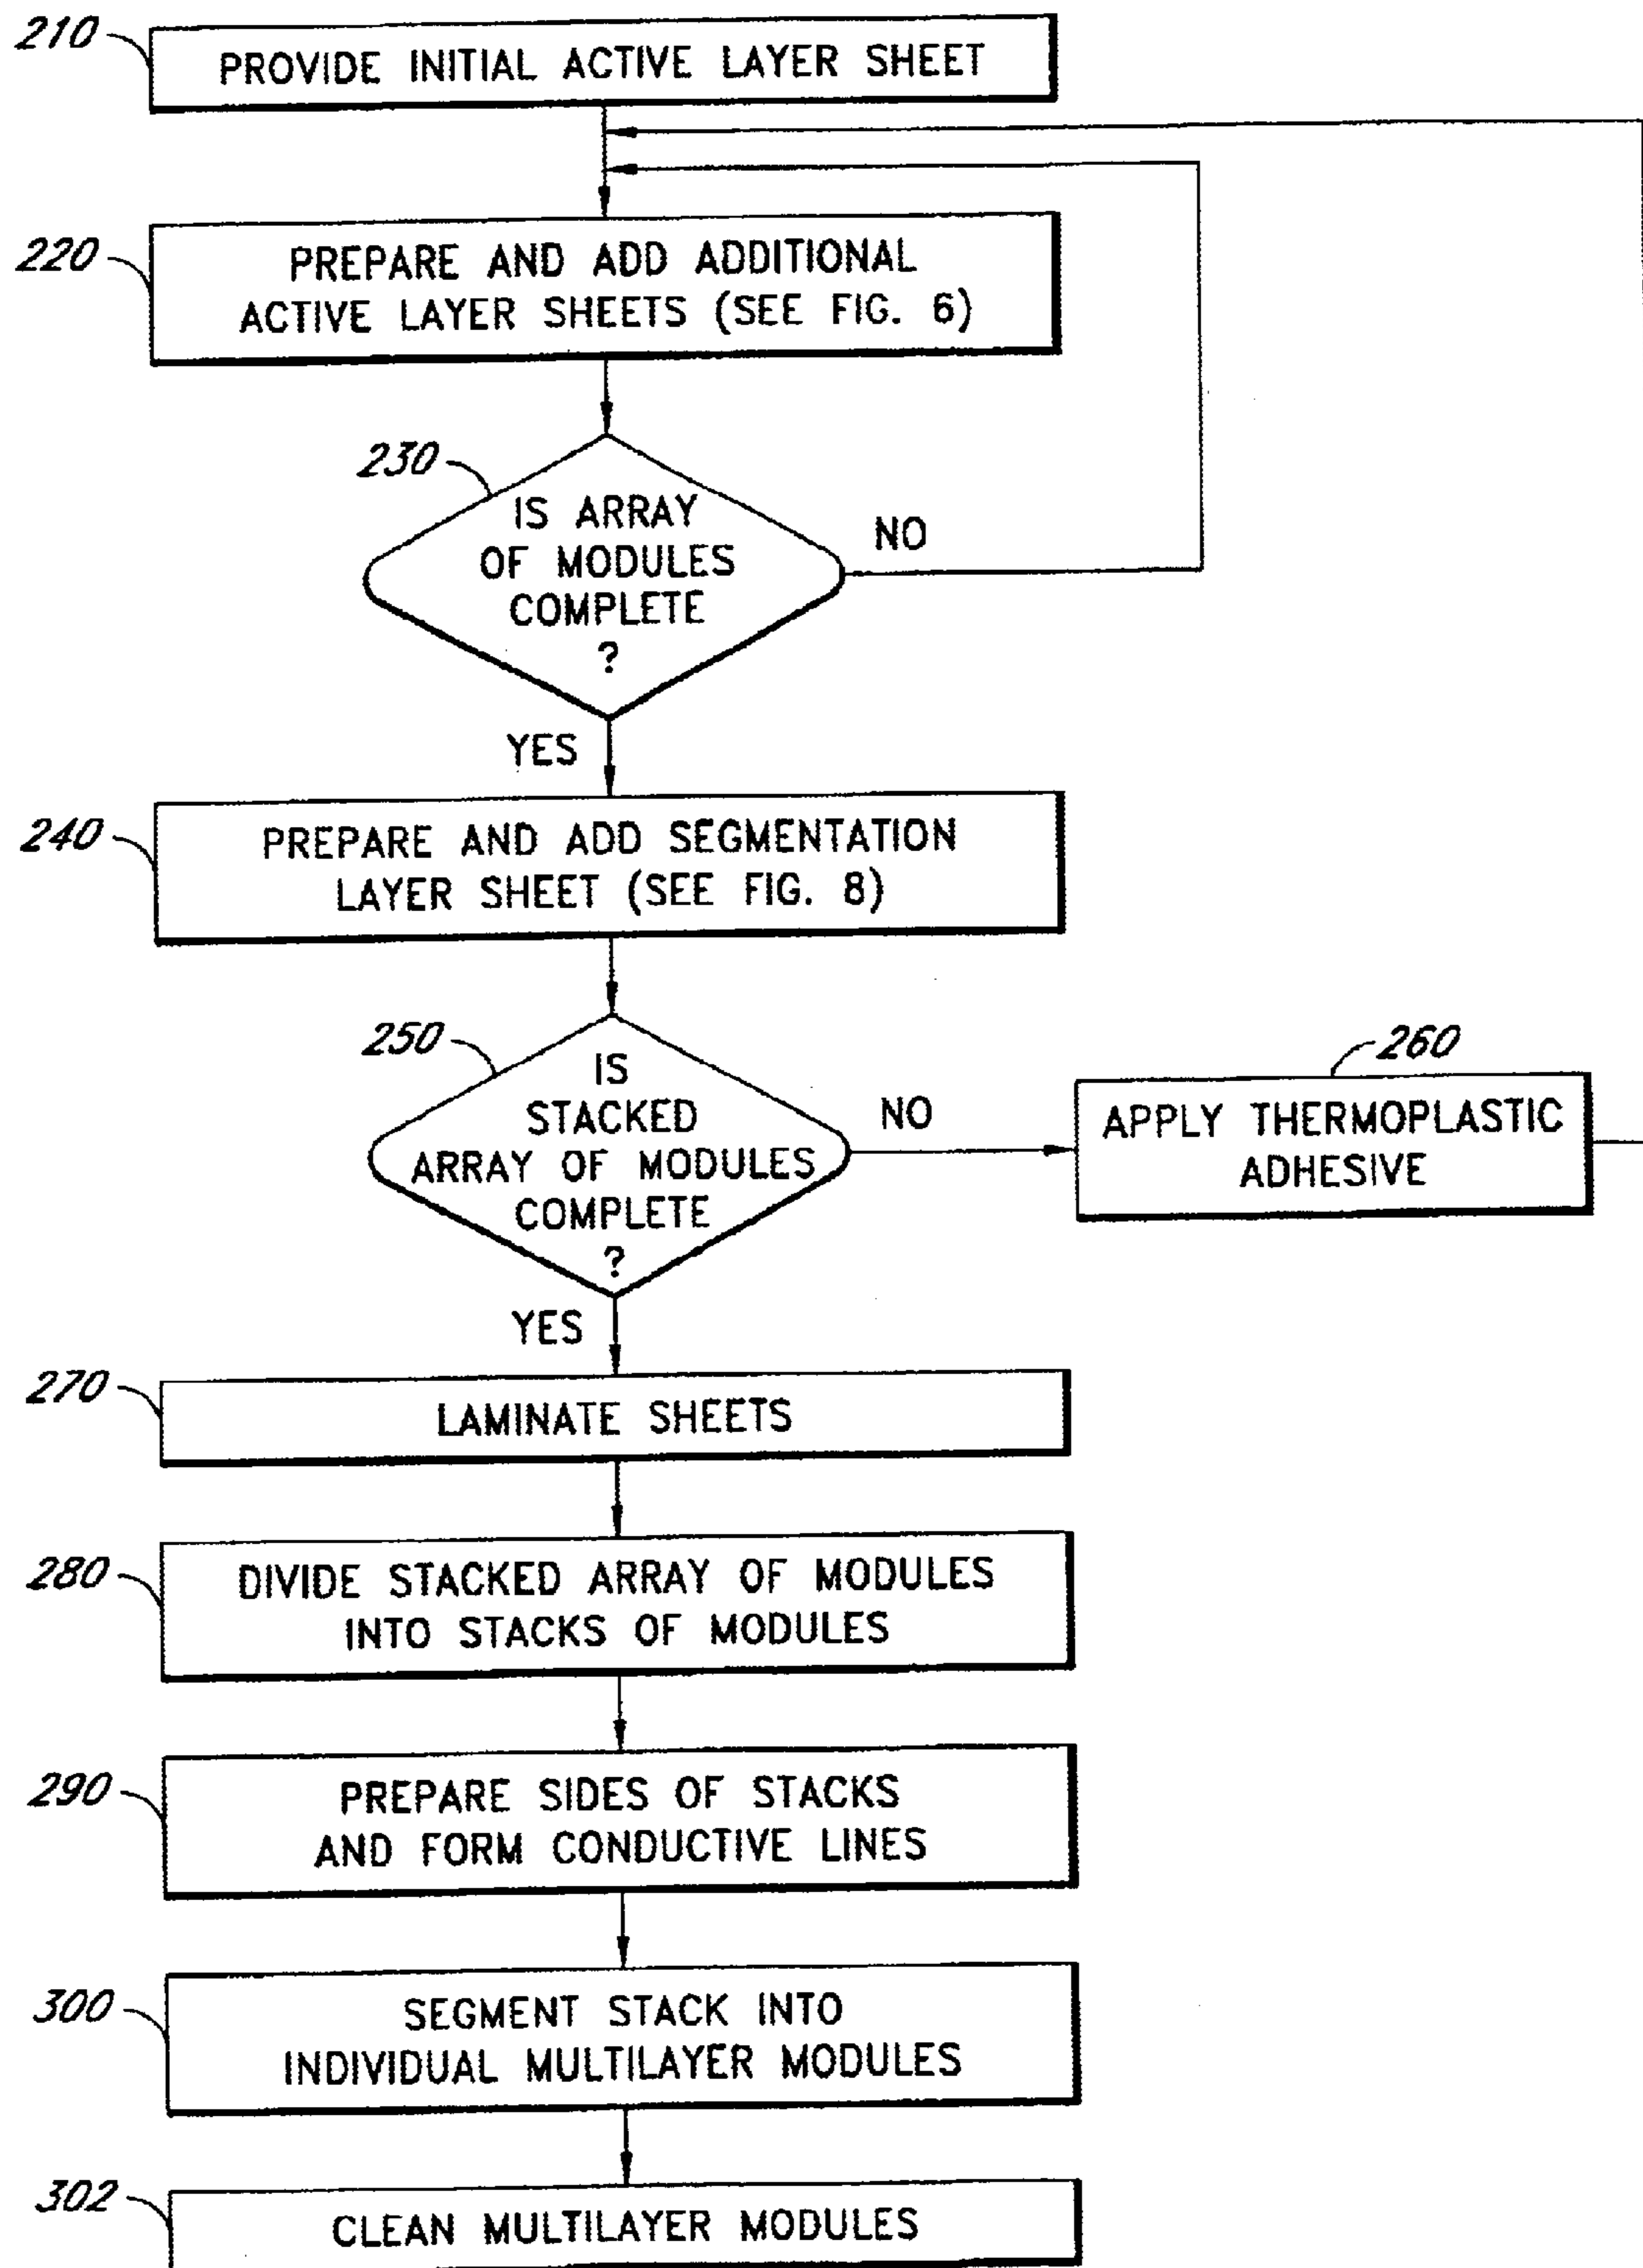 210
PROVIDE INITIAL ACTIVE LAYER SHEET
220
PREPARE AND ADD ADDITIONAL
ACTIVE LAYER SHEETS (SEE FIG. 6)
230
IS ARRAY
OF MODULES
COMPLETE
?
NO
YES
240
PREPARE AND ADD SEGMENTATION
LAYER SHEET (SEE FIG. 8)
250
IS
STACKED
ARRAY OF MODULES
COMPLETE
?
NO
260
APPLY THERMOPLASTIC
ADHESIVE
YES
270
LAMINATE SHEETS
280
DIVIDE STACKED ARRAY OF MODULES
INTO STACKS OF MODULES
290
PREPARE SIDES OF STACKS
AND FORM CONDUCTIVE LINES
300
SEGMENT STACK INTO
INDIVIDUAL MULTILAYER MODULES
302
CLEAN MULTILAYER MODULES